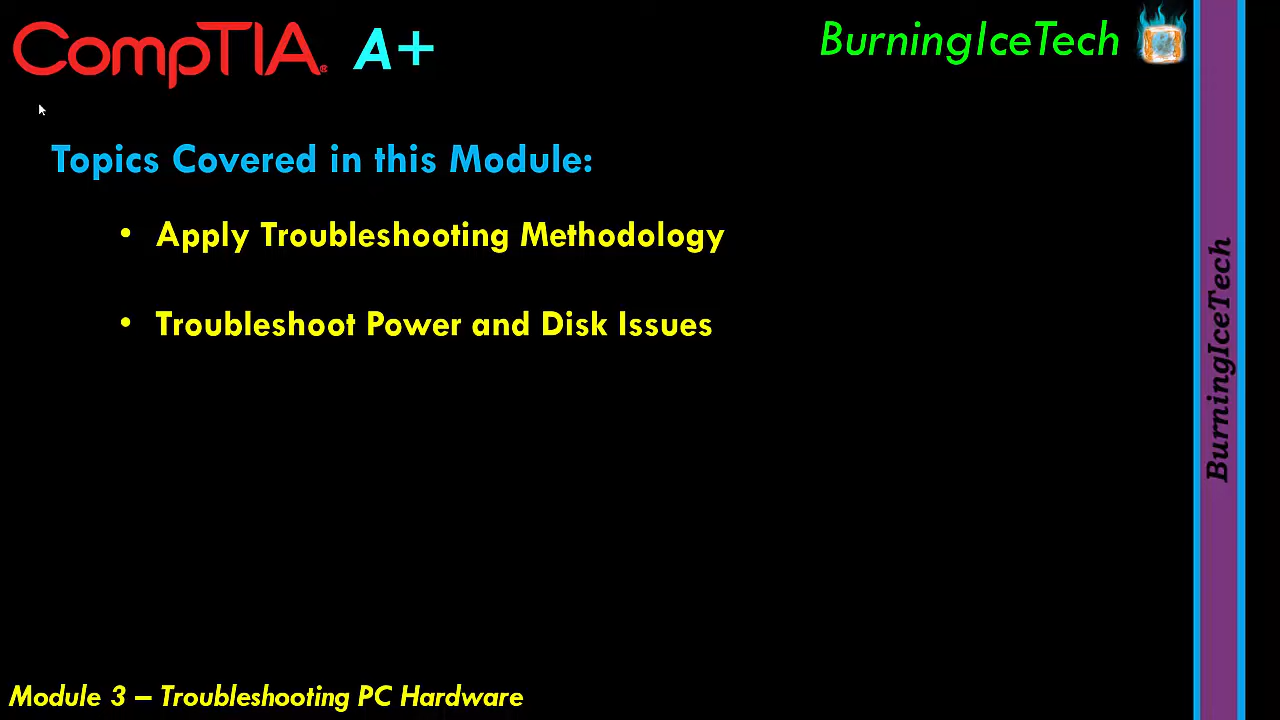 CompTIA® A+
BurningIceTech
Topics Covered in this Module:
• Apply Troubleshooting Methodology
• Troubleshoot Power and Disk Issues
BurningIceTech
Module 3 – Troubleshooting PC Hardware